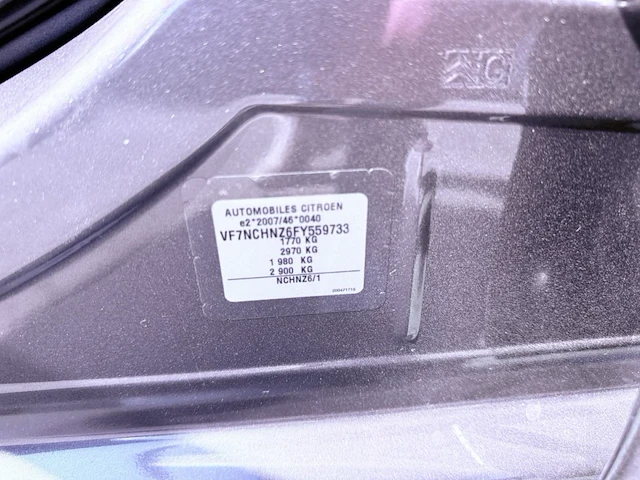 AUTOMOBILES CITROEN
e2*2007/46*0040
VF7NCHNZ6FY559733
1770 KG
2970 KG
1 980 KG
2 900 KG
NCHNZ6/1